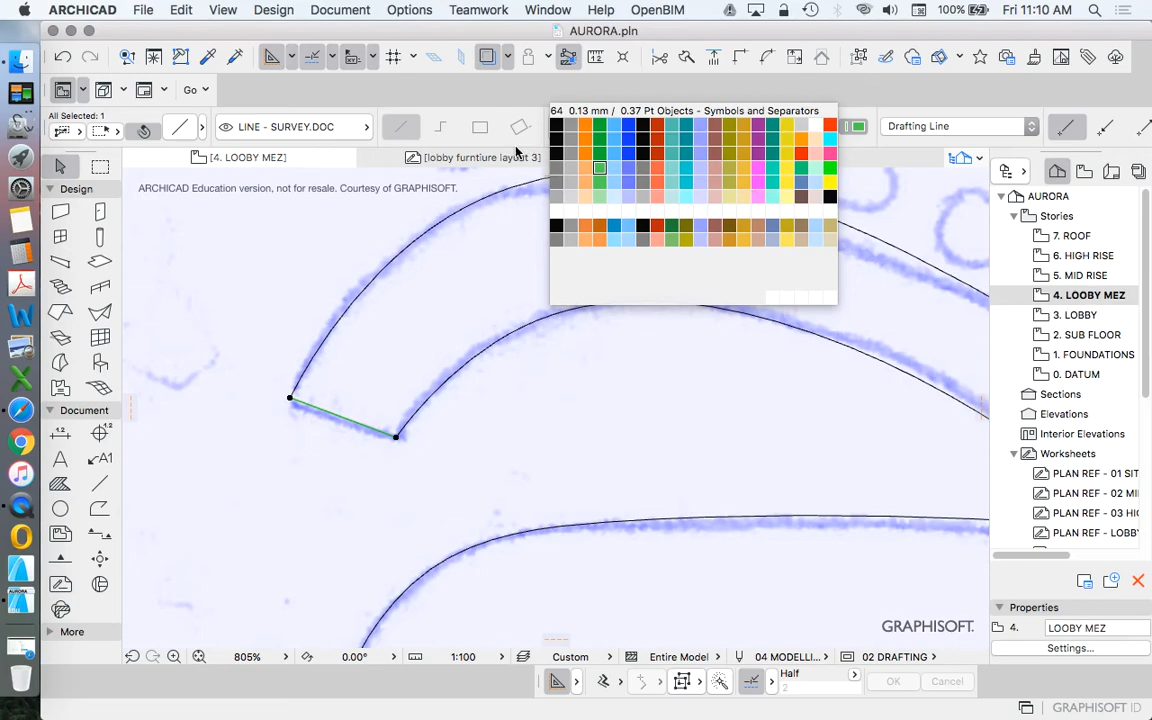 ARCHICAD File Edit View Design Document Options Teamwork Window Help OpenBIM 100% Fri 11:10 AM
AURORA.pln
Go
64 0.13 mm / 0.37 Pt Objects - Symbols and Separators
All Selected: 1
LINE - SURVEY.DOC
Drafting Line
[4. LOOBY MEZ]
[lobby furntiure layout 3]
ARCHICAD Education version, not for resale. Courtesy of GRAPHISOFT.
Design
Document
More
AURORA
Stories
7. ROOF
6. HIGH RISE
5. MID RISE
4. LOOBY MEZ
3. LOBBY
2. SUB FLOOR
1. FOUNDATIONS
0. DATUM
Sections
Elevations
Interior Elevations
Worksheets
PLAN REF - 01 SIT
PLAN REF - 02 MI
PLAN REF - 03 HI
PLAN REF - LOBB
Properties
4. LOOBY MEZ
Settings...
GRAPHISOFT.
805% 0.00° 1:100 Custom Entire Model 04 MODELLI... 02 DRAFTING
Half
2
OK Cancel
GRAPHISOFT ID